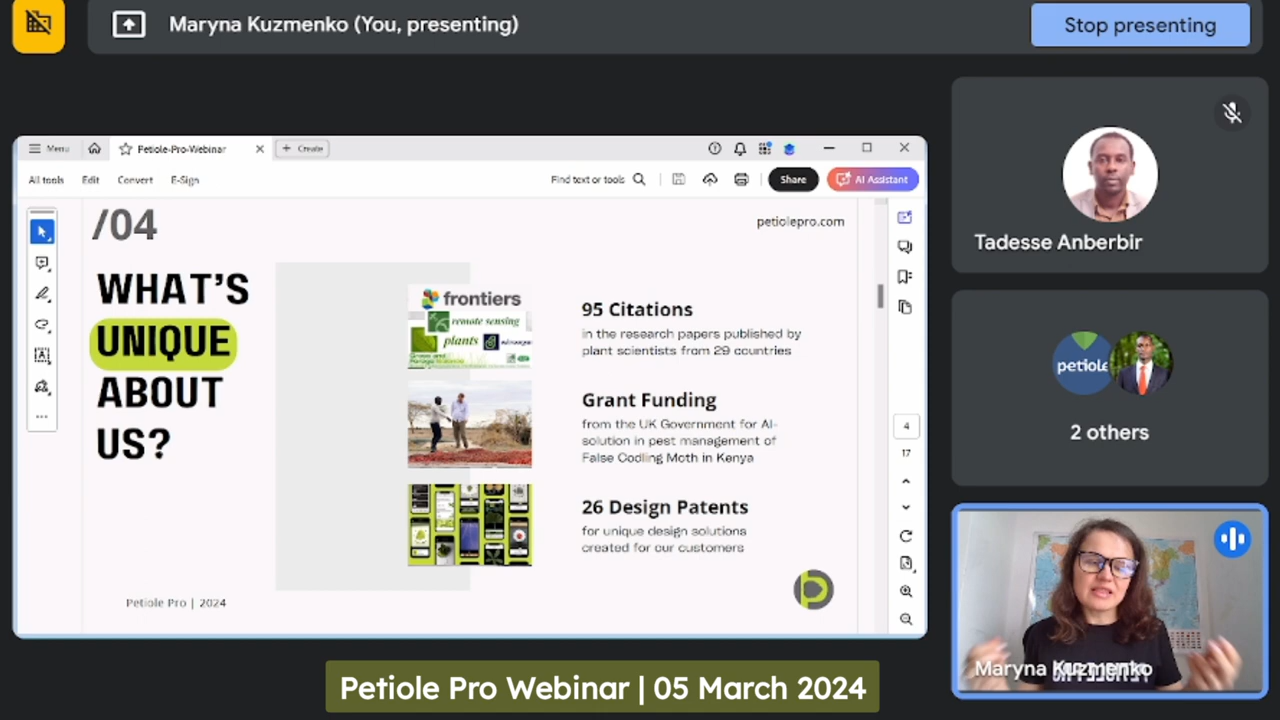 Maryna Kuzmenko (You, presenting)
Stop presenting
Menu
Petiole-Pro-Webinar
+ Create
All tools
Edit
Convert
E-Sign
Find text or tools
Share
AI Assistant
/04
petiolepro.com
WHAT'S
UNIQUE
ABOUT
US?
frontiers
remote sensing
plants
95 Citations
in the research papers published by
plant scientists from 29 countries
Grant Funding
from the UK Government for AI-
solution in pest management of
False Codling Moth in Kenya
26 Design Patents
for unique design solutions
created for our customers
4
17
Petiole Pro | 2024
Tadesse Anberbir
petiole
2 others
Maryna Kuzmenko
Petiole Pro Webinar | 05 March 2024